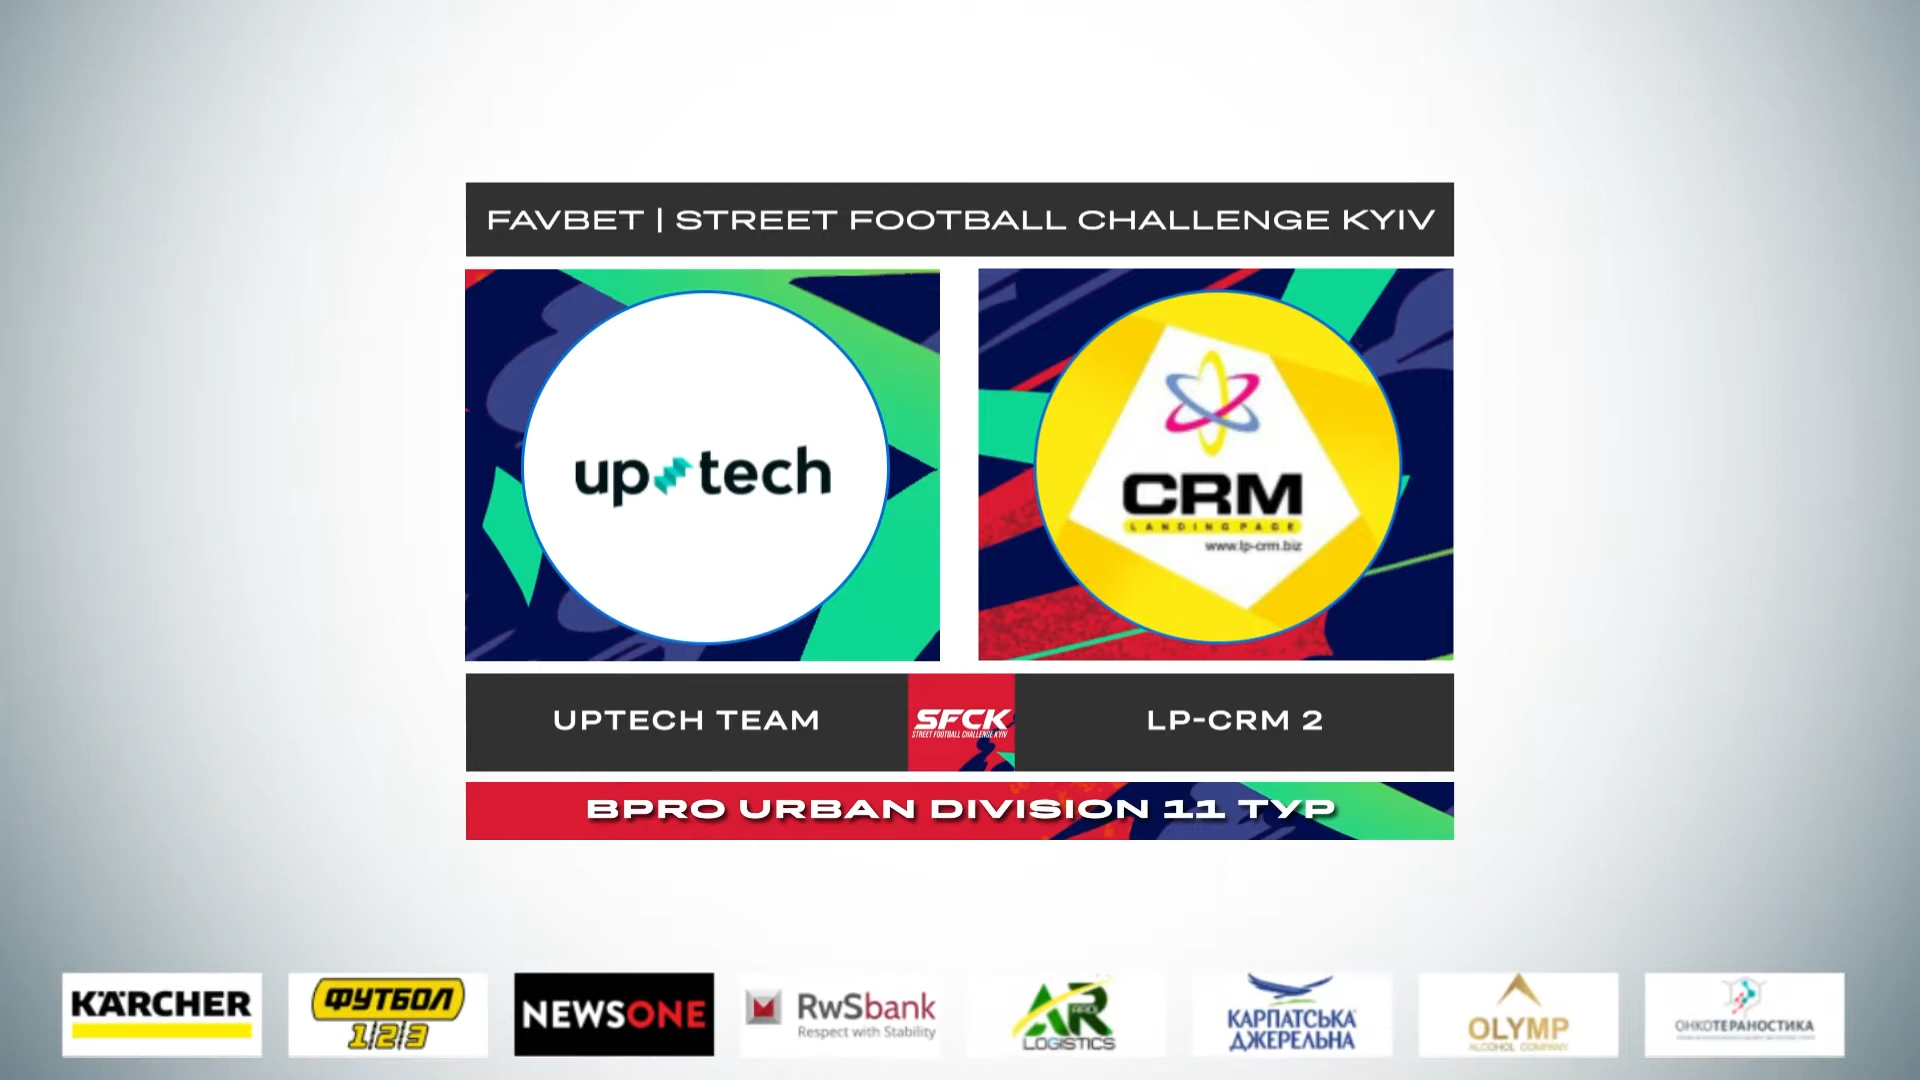 FAVBET | STREET FOOTBALL CHALLENGE KYIV
up tech
CRM
LANDING PAGE
www.lp-crm.biz
UPTECH TEAM
SFCK
STREET FOOTBALL CHALLENGE KYIV
LP-CRM 2
BPRO URBAN DIVISION 11 ТУР
KÄRCHER
ФУТБОЛ
1/2/3
NEWSONE
RwSbank
Respect with Stability
AR
LOGISTICS
КАРПАТСЬКА
ДЖЕРЕЛЬНА
OLYMP
ALCOHOL COMPANY
ОНКОТЕРАНОСТИКА